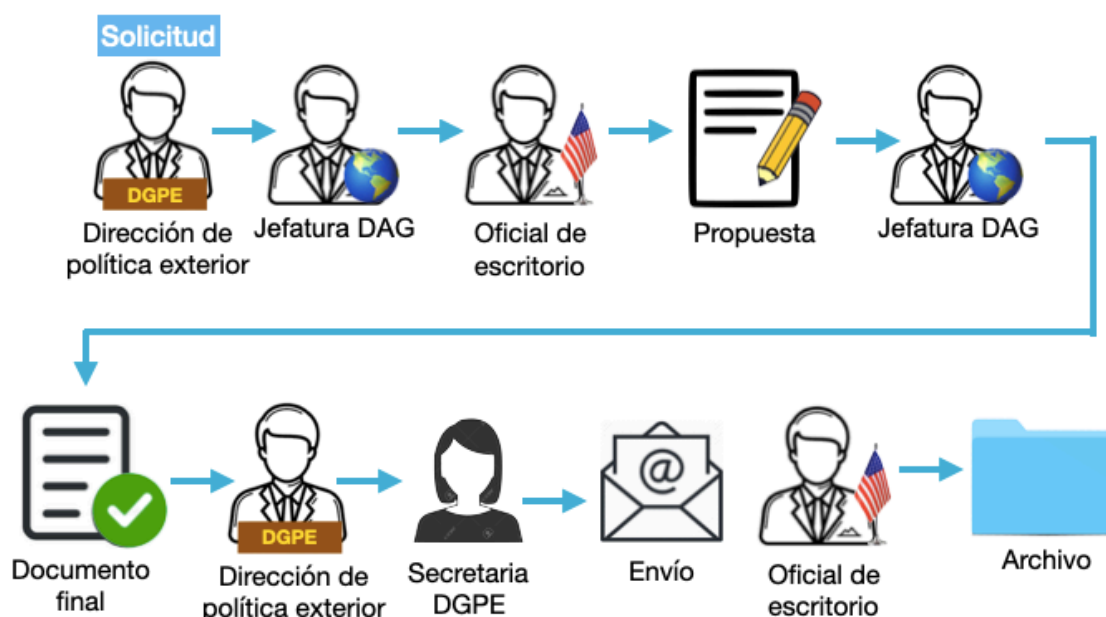 Solicitud
DGPE
Dirección de
política exterior
Jefatura DAG
Oficial de
escritorio
Propuesta
Jefatura DAG
Documento
final
DGPE
Dirección de
política exterior
Secretaria
DGPE
@
Envío
Oficial de
escritorio
Archivo